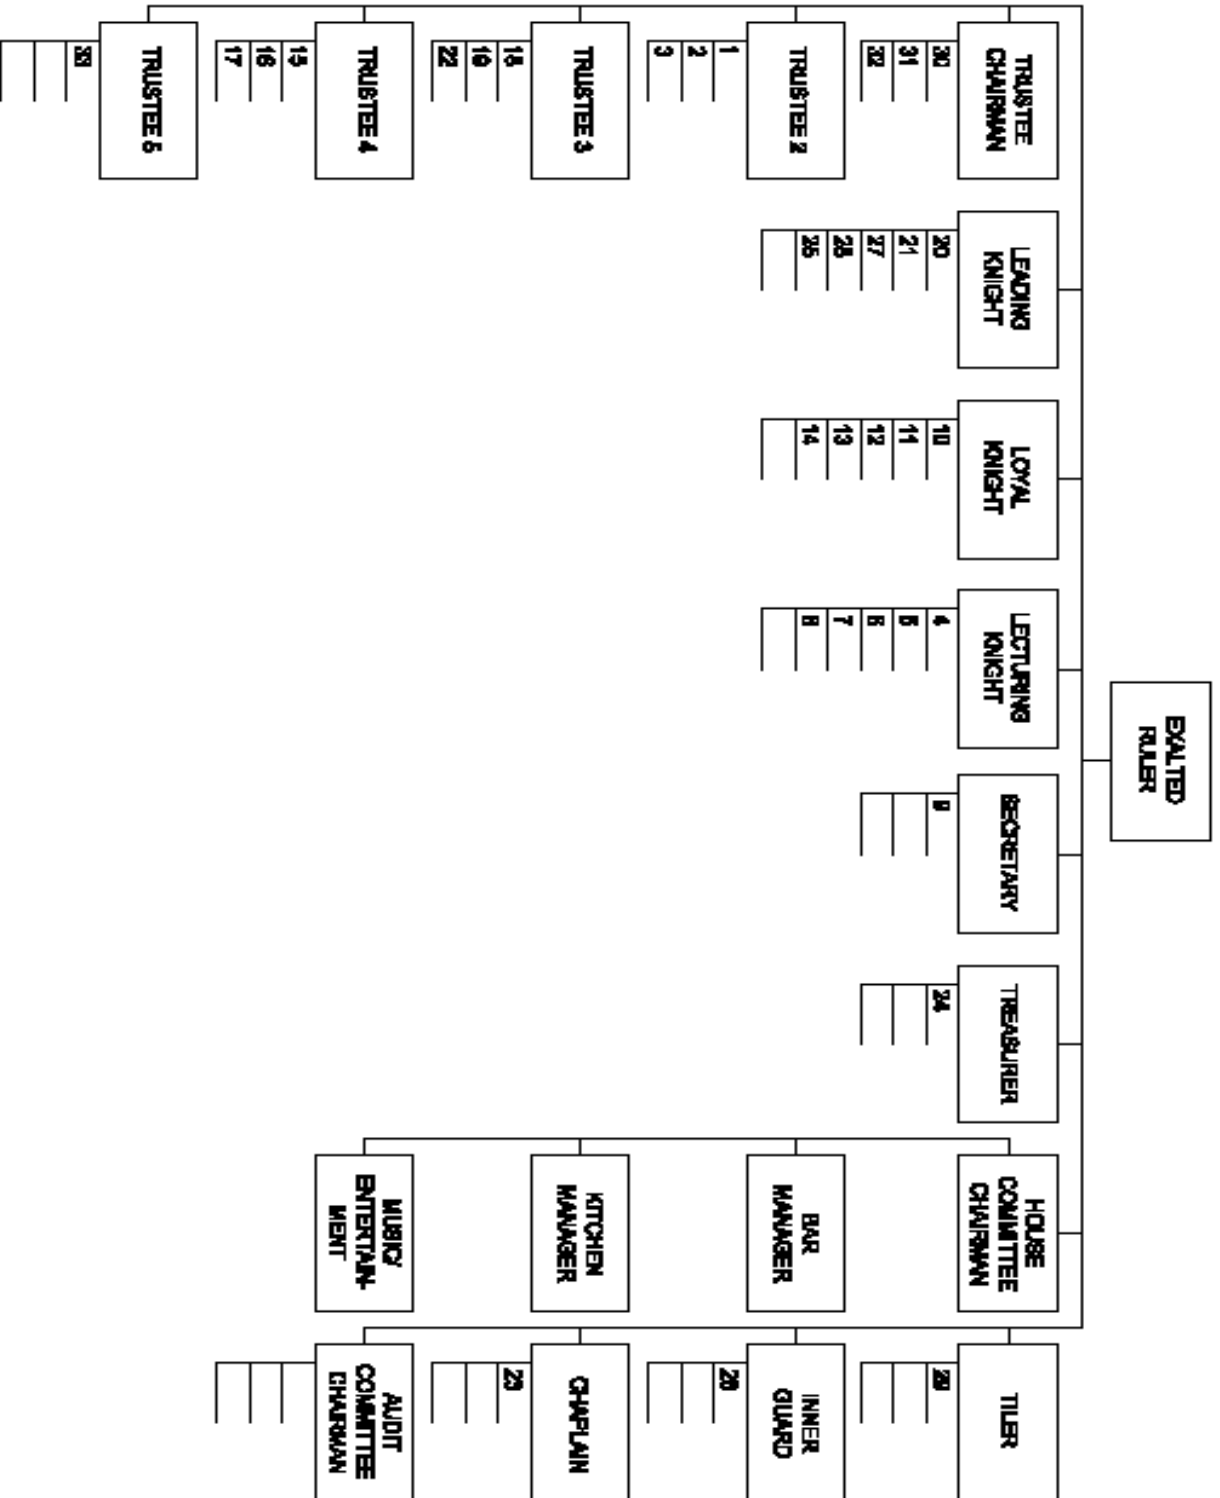 EXALTED
RULER
TRUSTEE
CHAIRMAN
30
31
32
LEADING
KNIGHT
20
21
27
LOYAL
KNIGHT
10
11
12
13
14
LECTURING
KNIGHT
4
5
6
7
8
SECRETARY
9
TREASURER
24
HOUSE
COMMITTEE
CHAIRMAN
TILER
29
TRUSTEE 2
1
2
3
BAR
MANAGER
INNER
GUARD
TRUSTEE 3
18
19
22
KITCHEN
MANAGER
CHAPLAIN
23
TRUSTEE 4
15
16
17
MUSIC/
ENTERTAIN-
MENT
AUDIT
COMMITTEE
CHAIRMAN
TRUSTEE 5
33